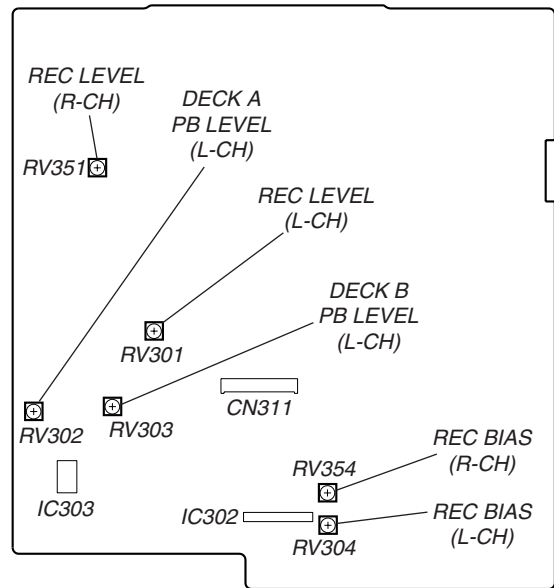 REC LEVEL
(R-CH)
DECK A
PB LEVEL
(L-CH)
RV351
REC LEVEL
(L-CH)
DECK B
PB LEVEL
(L-CH)
RV301
CN311
RV302
RV303
REC BIAS
(R-CH)
RV354
IC303
IC302
REC BIAS
(L-CH)
RV304